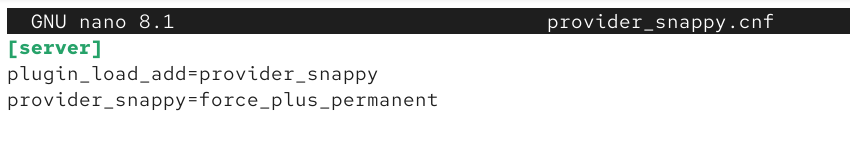 GNU nano 8.1 provider_snappy.cnf
[server]
plugin_load_add=provider_snappy
provider_snappy=force_plus_permanent